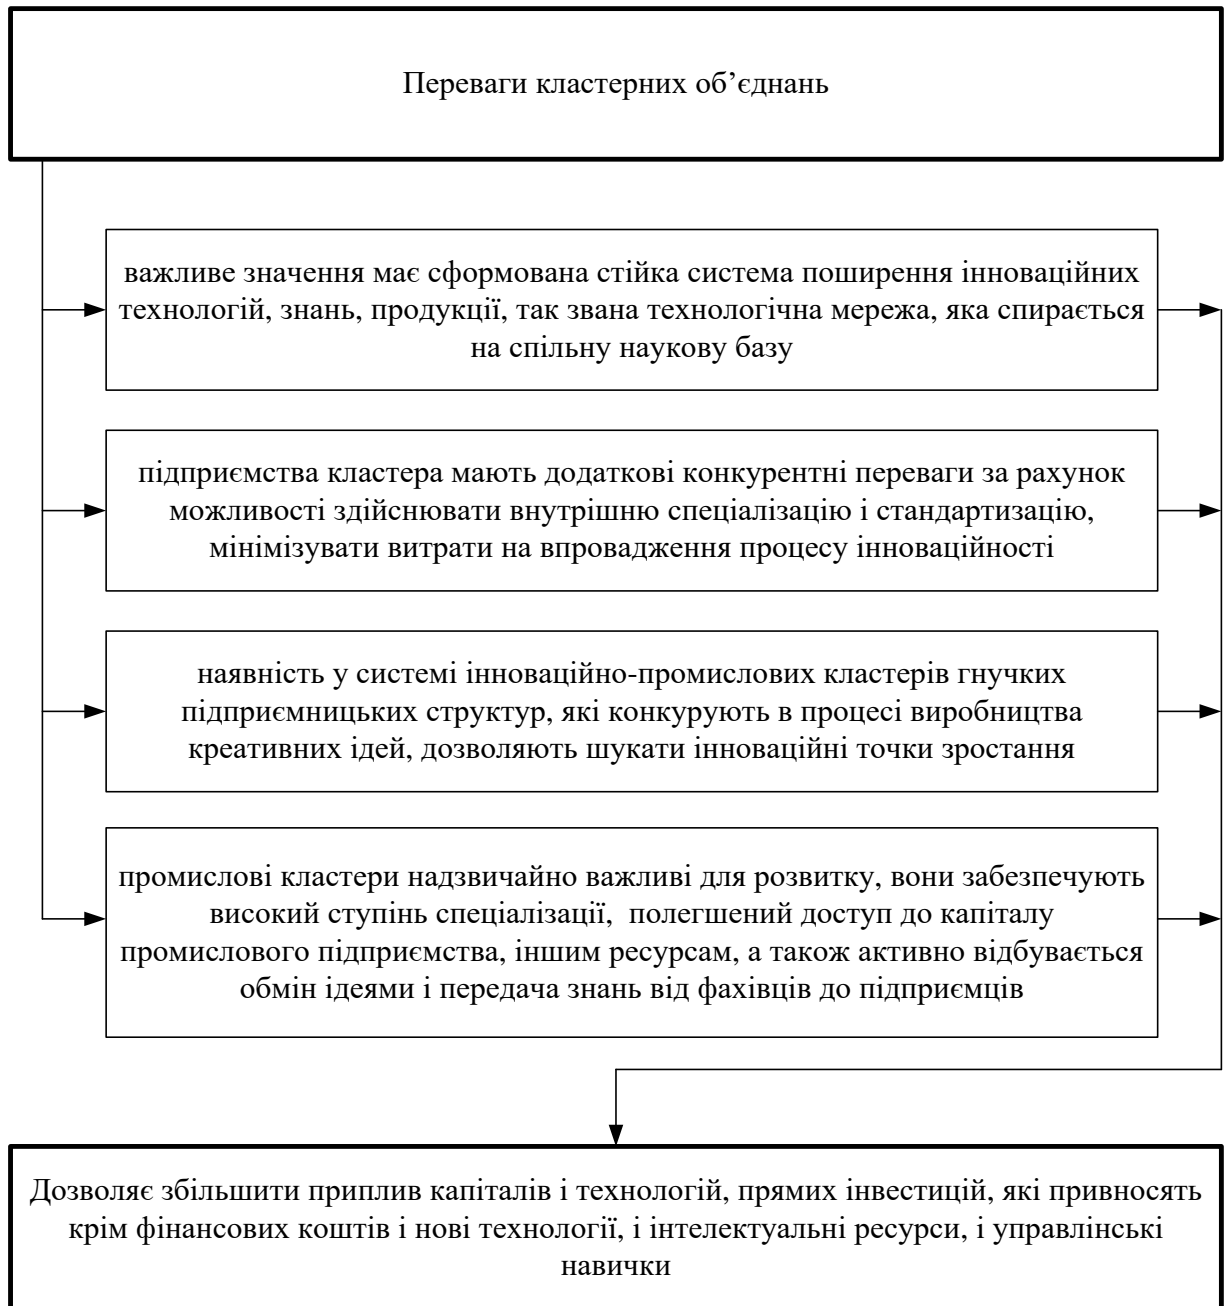 Переваги кластерних об’єднань
важливе значення має сформована стійка система поширення інноваційних
технологій, знань, продукції, так звана технологічна мережа, яка спирається
на спільну наукову базу
підприємства кластера мають додаткові конкурентні переваги за рахунок
можливості здійснювати внутрішню спеціалізацію і стандартизацію,
мінімізувати витрати на впровадження процесу інноваційності
наявність у системі інноваційно-промислових кластерів гнучких
підприємницьких структур, які конкурують в процесі виробництва
креативних ідей, дозволяють шукати інноваційні точки зростання
промислові кластери надзвичайно важливі для розвитку, вони забезпечують
високий ступінь спеціалізації, полегшений доступ до капіталу
промислового підприємства, іншим ресурсам, а також активно відбувається
обмін ідеями і передача знань від фахівців до підприємців
Дозволяє збільшити приплив капіталів і технологій, прямих інвестицій, які привносять
крім фінансових коштів і нові технології, і інтелектуальні ресурси, і управлінські
навички